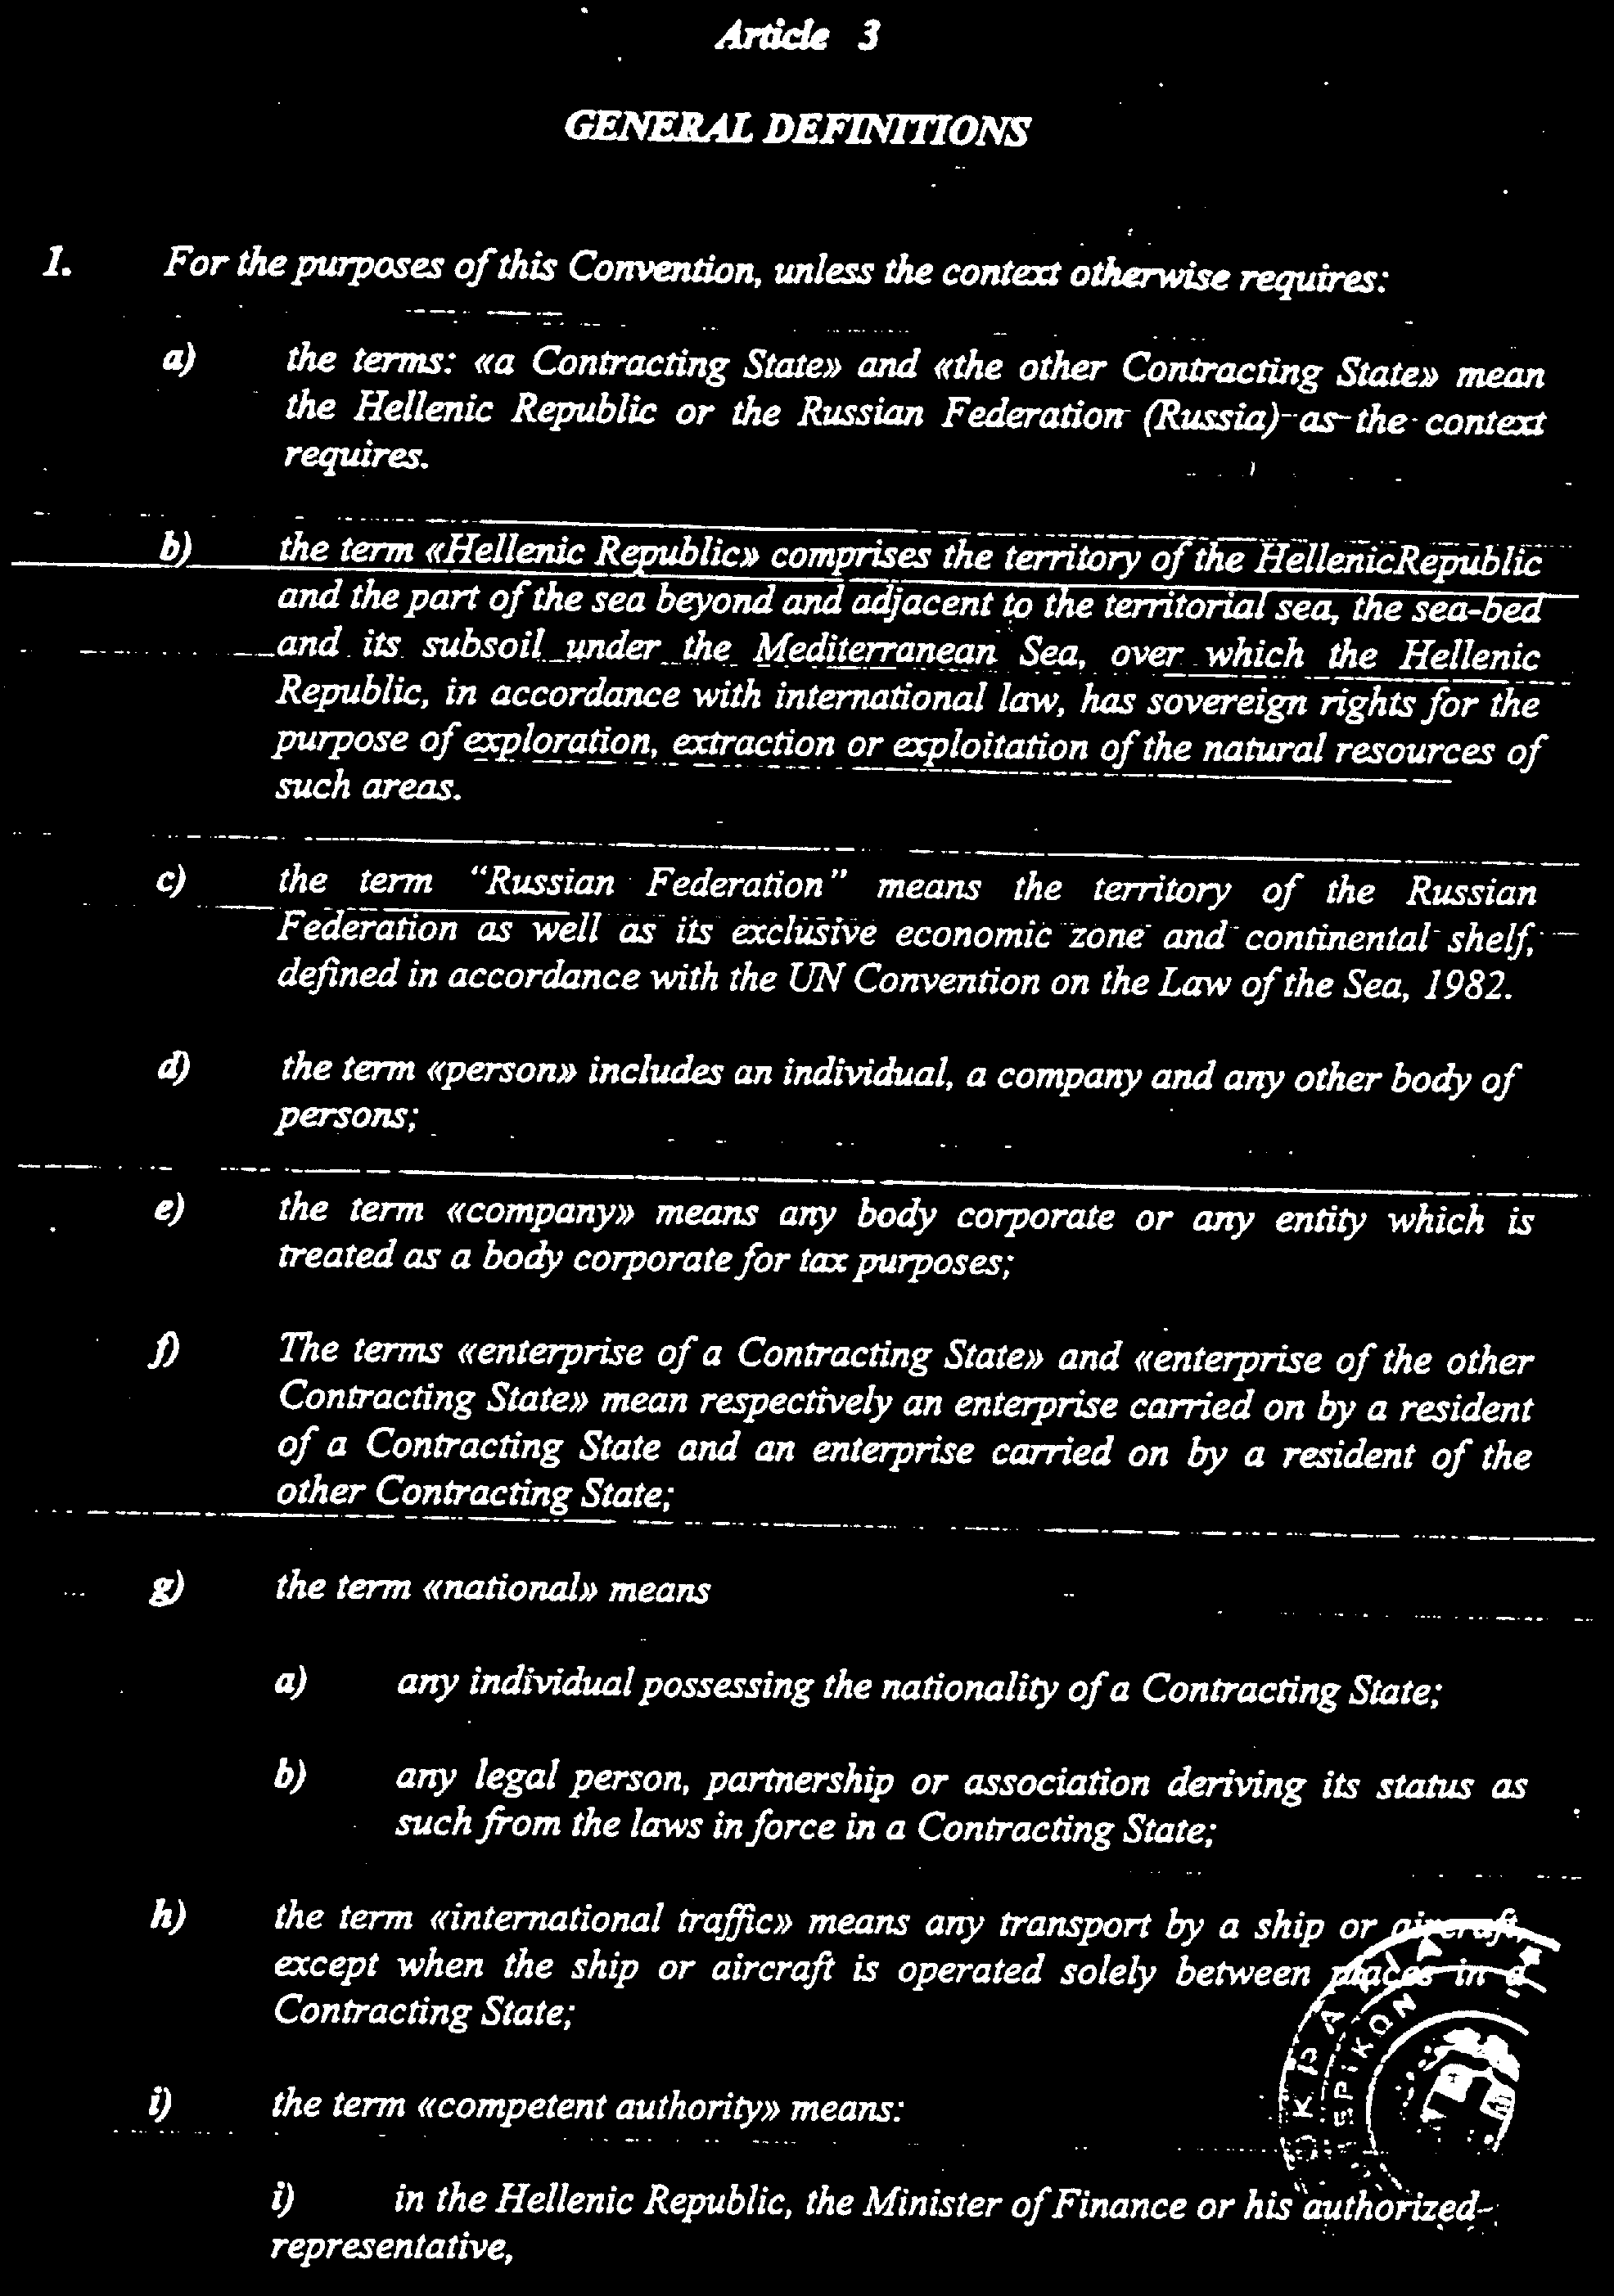 Article 3
GENERAL DEFINITIONS
1. For the purposes of this Convention, unless the context otherwise requires:
a) the terms: «a Contracting State» and «the other Contracting State» mean
the Hellenic Republic or the Russian Federation (Russia) as the context
requires.
b) the term «Hellenic Republic» comprises the territory of the HellenicRepublic
and the part of the sea beyond and adjacent to the territorial sea, the sea-bed
and its subsoil under the Mediterranean Sea, over which the Hellenic
Republic, in accordance with international law, has sovereign rights for the
purpose of exploration, extraction or exploitation of the natural resources of
such areas.
c) the term "Russian Federation" means the territory of the Russian
Federation as well as its exclusive economic zone and continental shelf,
defined in accordance with the UN Convention on the Law of the Sea, 1982.
d) the term «person» includes an individual, a company and any other body of
persons;
e) the term «company» means any body corporate or any entity which is
treated as a body corporate for tax purposes;
f) The terms «enterprise of a Contracting State» and «enterprise of the other
Contracting State» mean respectively an enterprise carried on by a resident
of a Contracting State and an enterprise carried on by a resident of the
other Contracting State;
g) the term «national» means
a) any individual possessing the nationality of a Contracting State;
b) any legal person, partnership or association deriving its status as
such from the laws in force in a Contracting State;
h) the term «international traffic» means any transport by a ship or aircraft,
except when the ship or aircraft is operated solely between places in a
Contracting State;
i) the term «competent authority» means:
i) in the Hellenic Republic, the Minister of Finance or his authorized
representative,